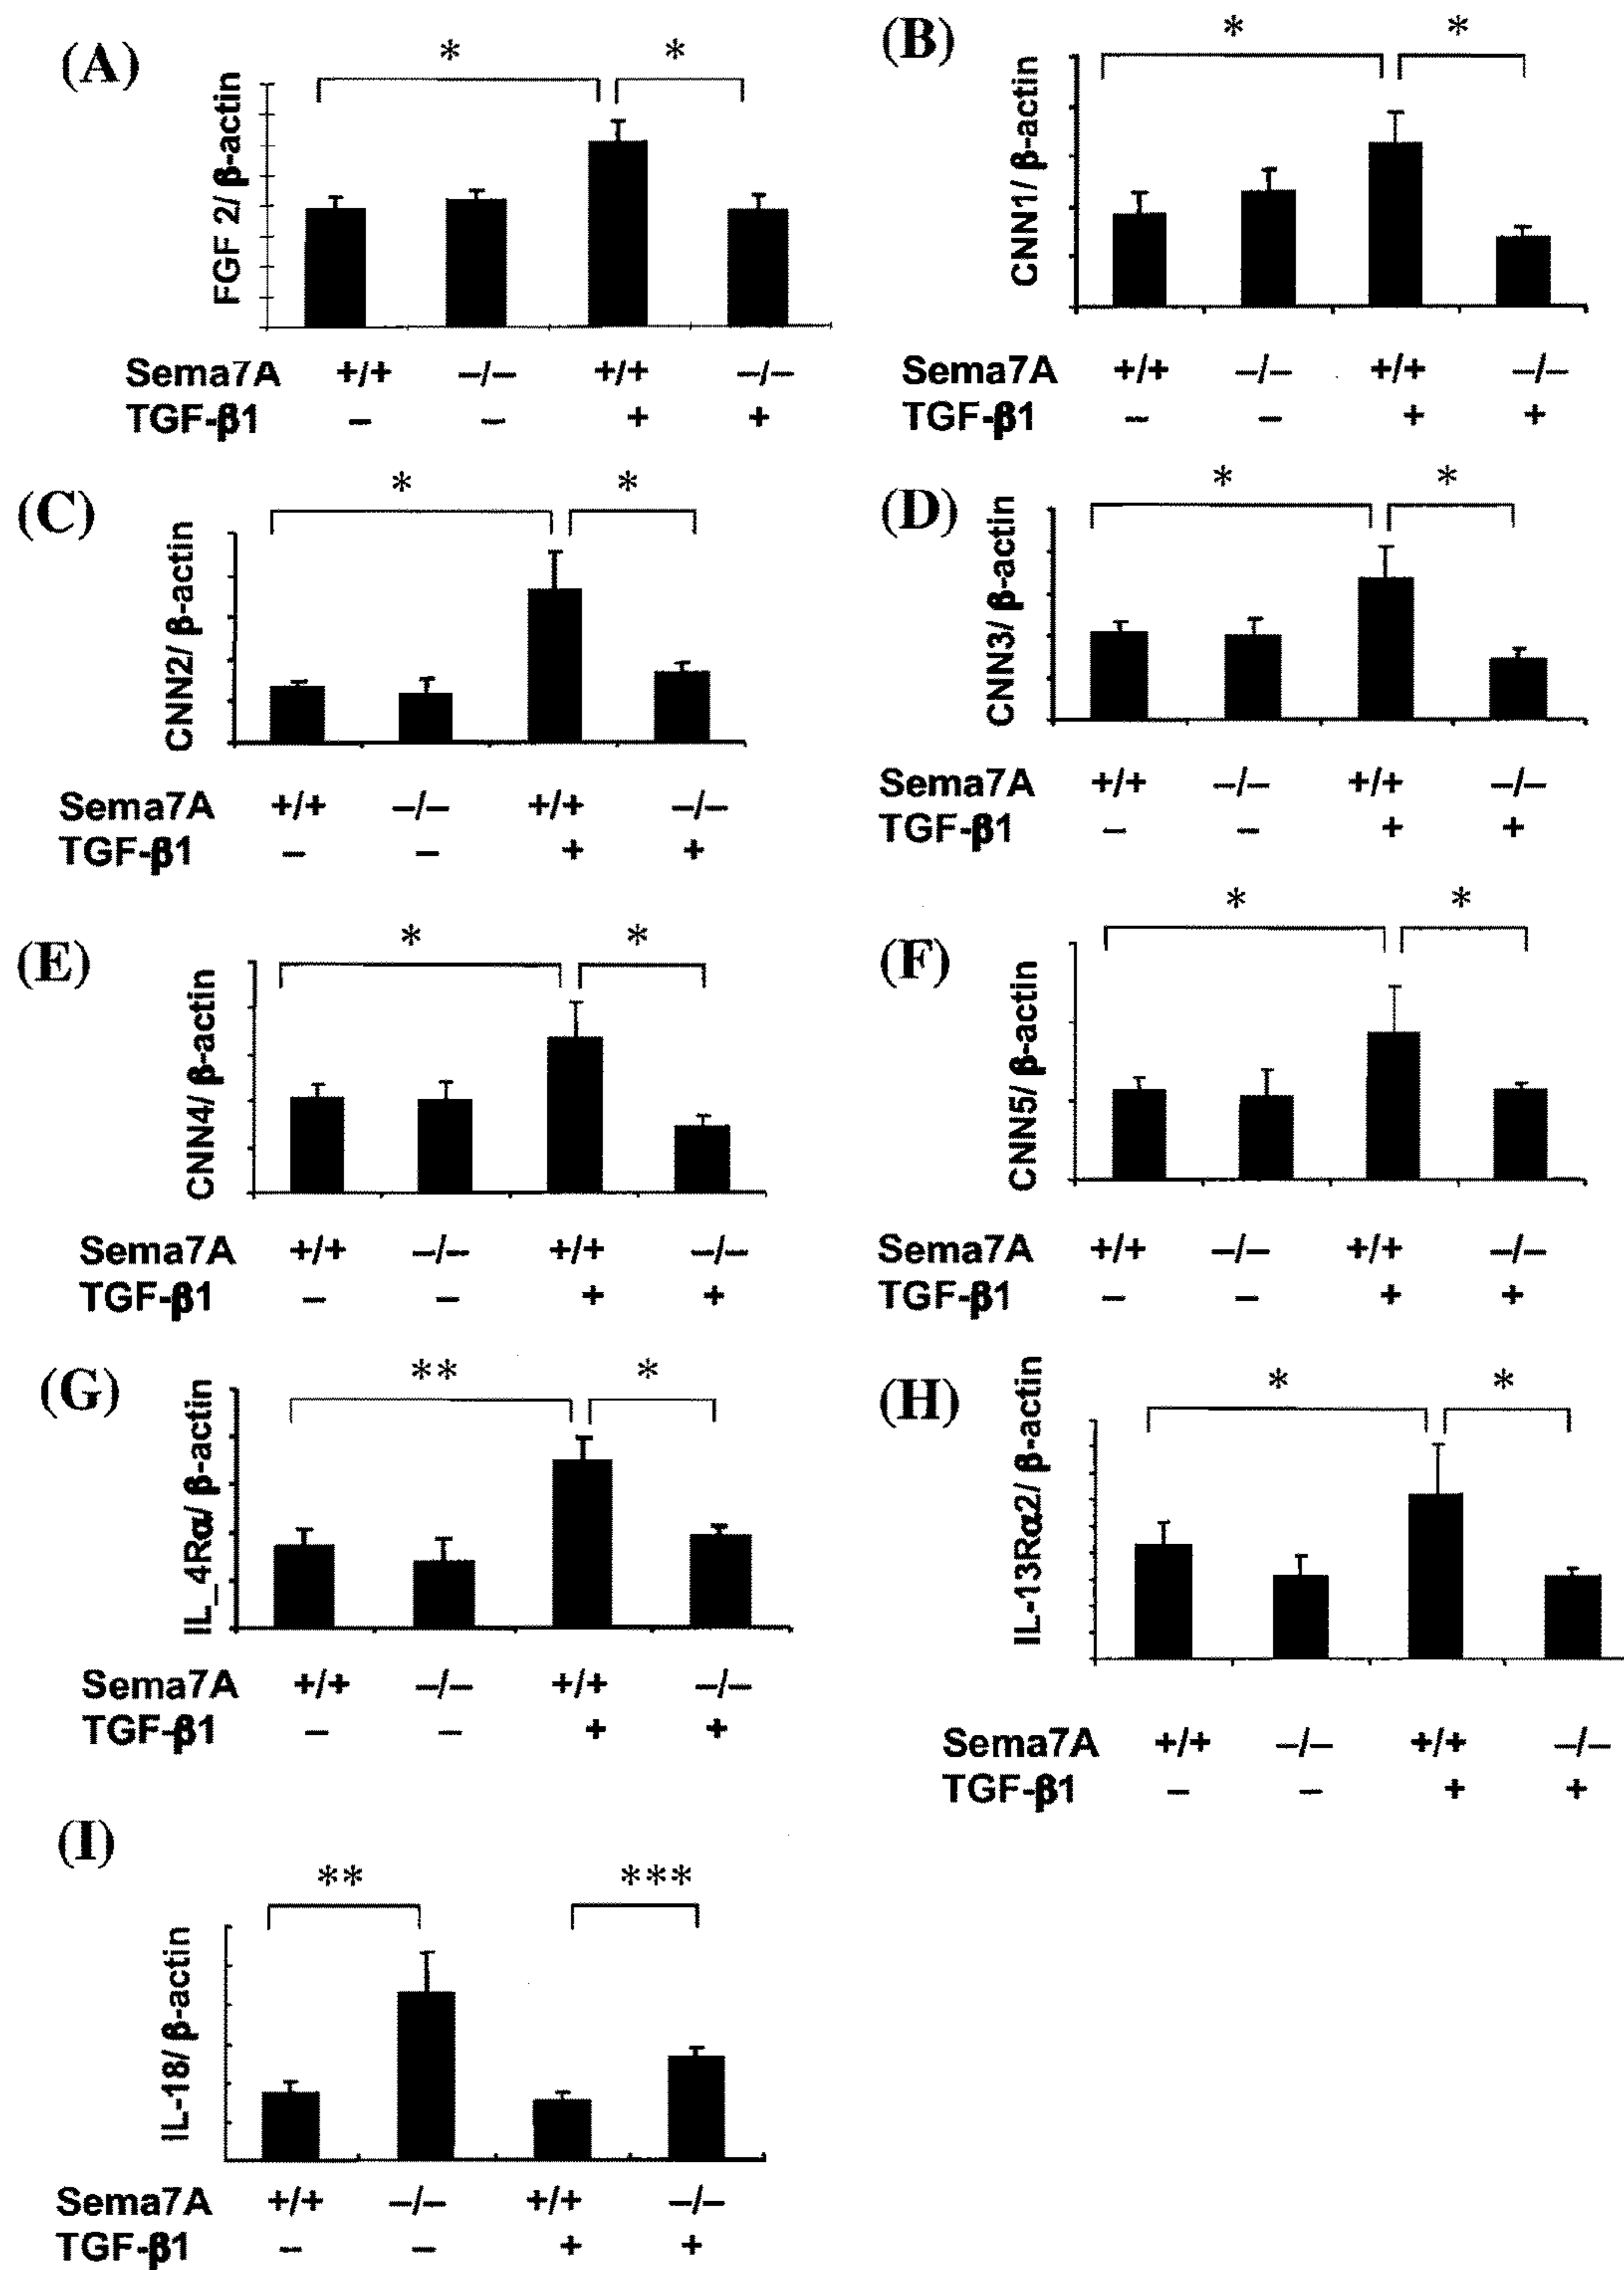 (A)
* *
FGF 2/ β-actin
Sema7A +/+ –/– +/+ –/–
TGF-β1 – – + +
(B)
* *
CNN1/ β-actin
Sema7A +/+ –/– +/+ –/–
TGF-β1 – – + +
(C)
* *
CNN2/ β-actin
Sema7A +/+ –/– +/+ –/–
TGF-β1 – – + +
(D)
* *
CNN3/ β-actin
Sema7A +/+ –/– +/+ –/–
TGF-β1 – – + +
(E)
* *
CNN4/ β-actin
Sema7A +/+ –/– +/+ –/–
TGF-β1 – – + +
(F)
* *
CNN5/ β-actin
Sema7A +/+ –/– +/+ –/–
TGF-β1 – – + +
(G)
** *
IL_4Rα/ β-actin
Sema7A +/+ –/– +/+ –/–
TGF-β1 – – + +
(H)
* *
IL-13Rα2/ β-actin
Sema7A +/+ –/– +/+ –/–
TGF-β1 – – + +
(I)
** ***
IL-18/ β-actin
Sema7A +/+ –/– +/+ –/–
TGF-β1 – – + +